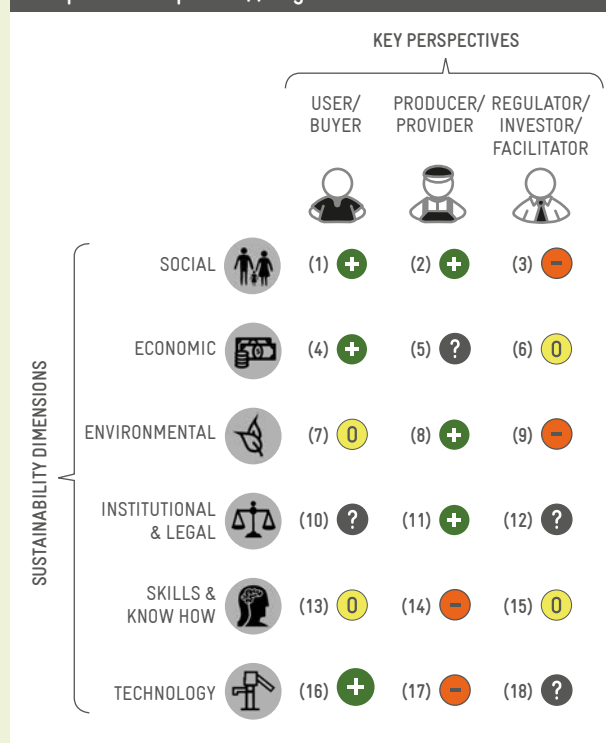 KEY PERSPECTIVES
USER/
BUYER
PRODUCER/
PROVIDER
REGULATOR/
INVESTOR/
FACILITATOR
SUSTAINABILITY DIMENSIONS
SOCIAL (1) + (2) + (3) -
ECONOMIC (4) + (5) ? (6) 0
ENVIRONMENTAL (7) 0 (8) + (9) -
INSTITUTIONAL
& LEGAL (10) ? (11) + (12) ?
SKILLS &
KNOW HOW (13) 0 (14) - (15) 0
TECHNOLOGY (16) + (17) - (18) ?